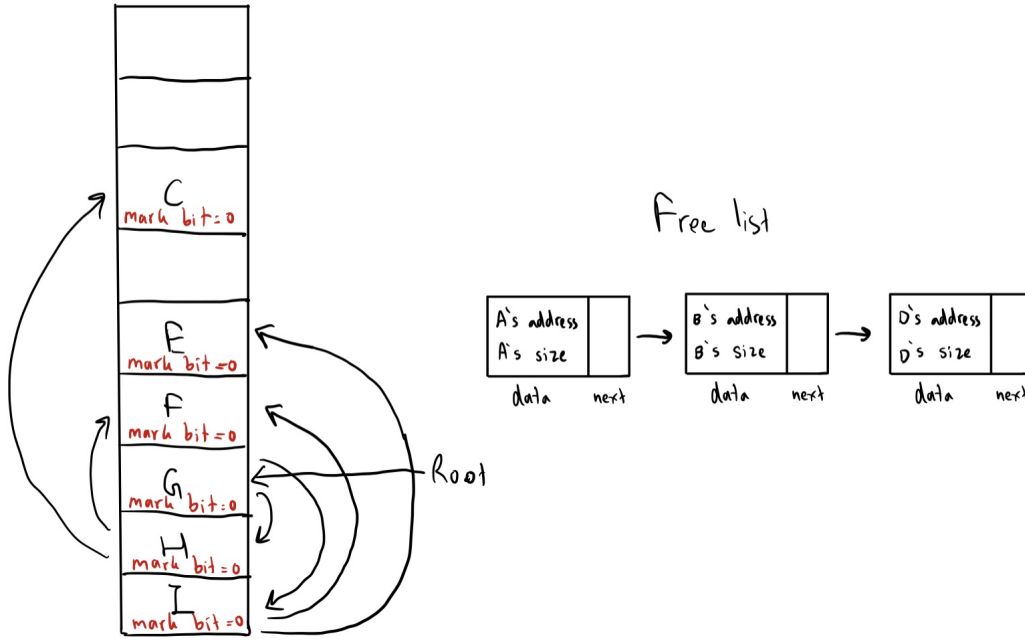 C
mark bit=0
E
mark bit=0
F
mark bit=0
G
mark bit=0
H
mark bit=0
I
mark bit=0
Root
Free list
A's address
A's size
data next
B's address
B's size
data next
D's address
D's size
data next